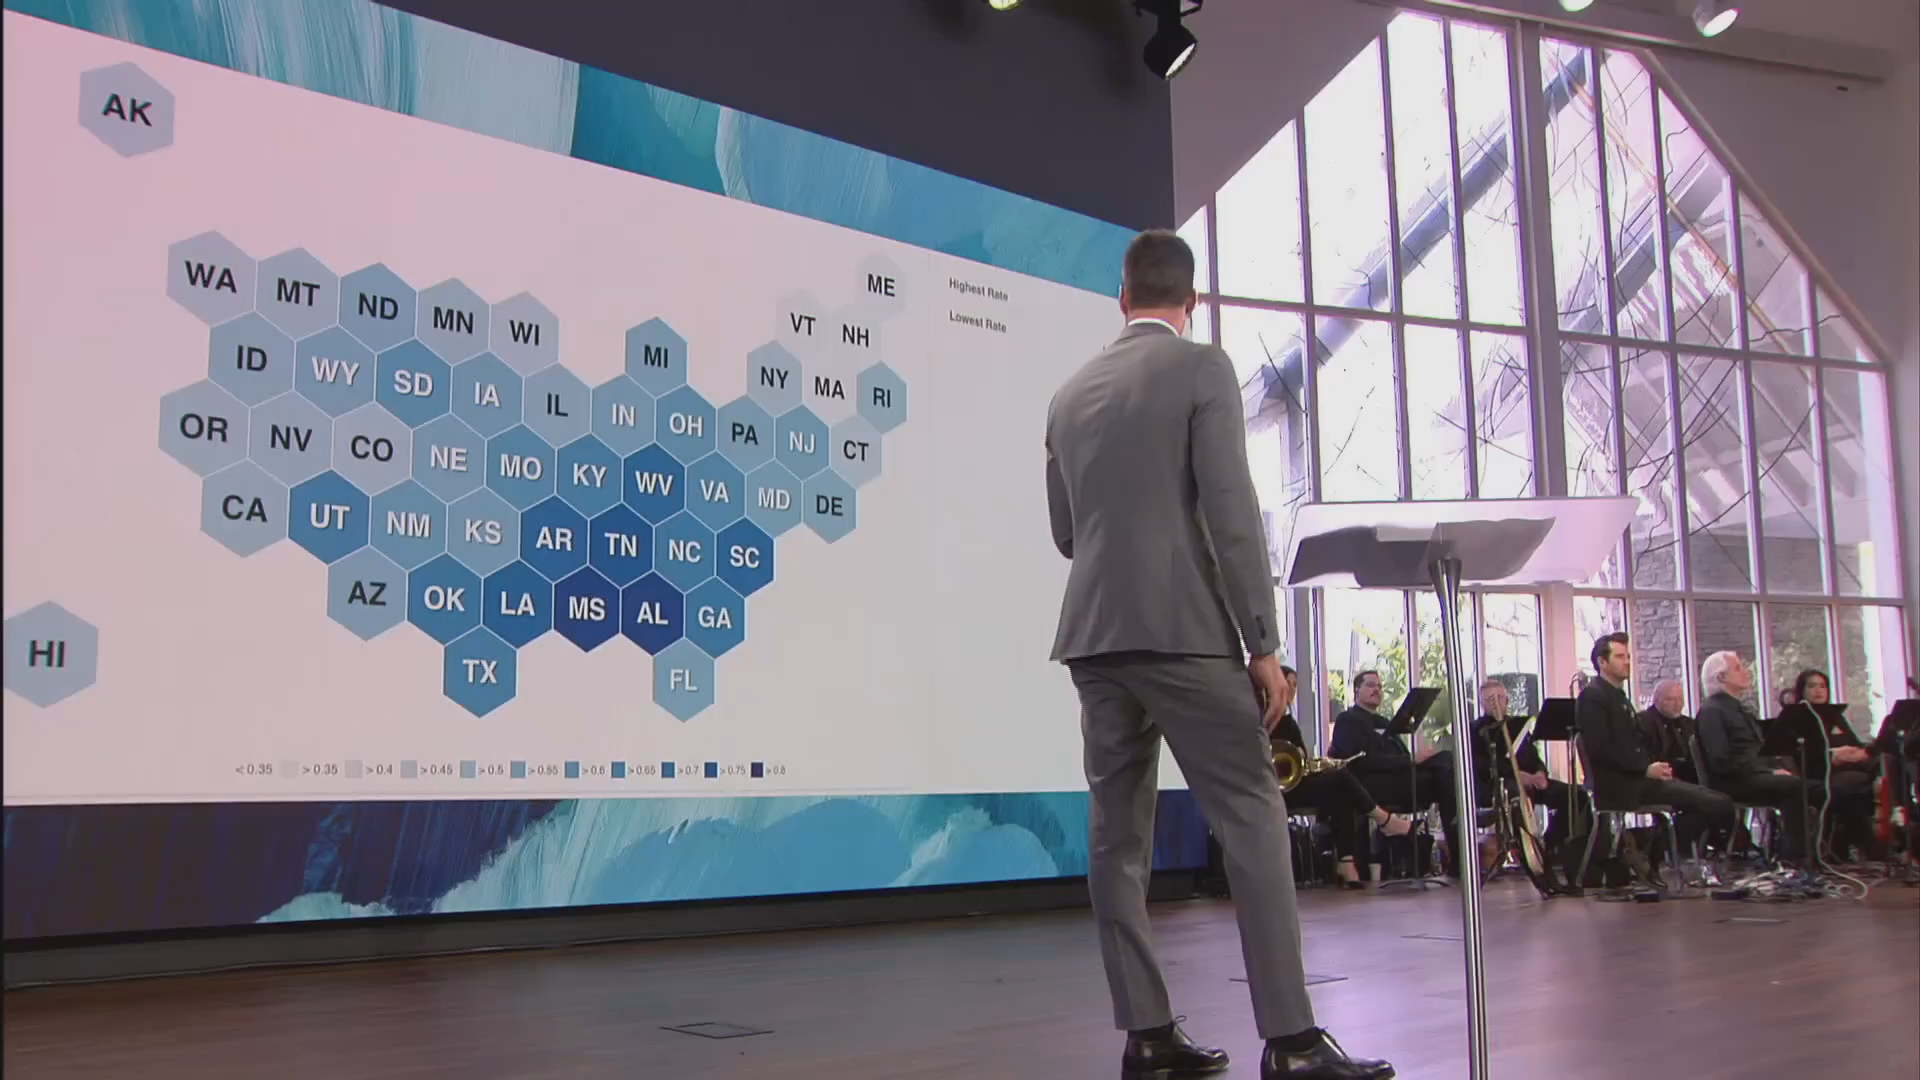 AK
ME
WA MT ND MN WI VT NH
ID WY SD IA IL MI NY MA RI
OR NV CO NE MO IN OH PA NJ CT
CA UT NM KS KY WV VA MD DE
AZ OK AR TN NC SC
LA MS AL GA
HI TX FL
Highest Rate
Lowest Rate
< 0.35 > 0.35 > 0.4 > 0.45 > 0.5 > 0.55 > 0.6 > 0.65 > 0.7 > 0.75 > 0.8